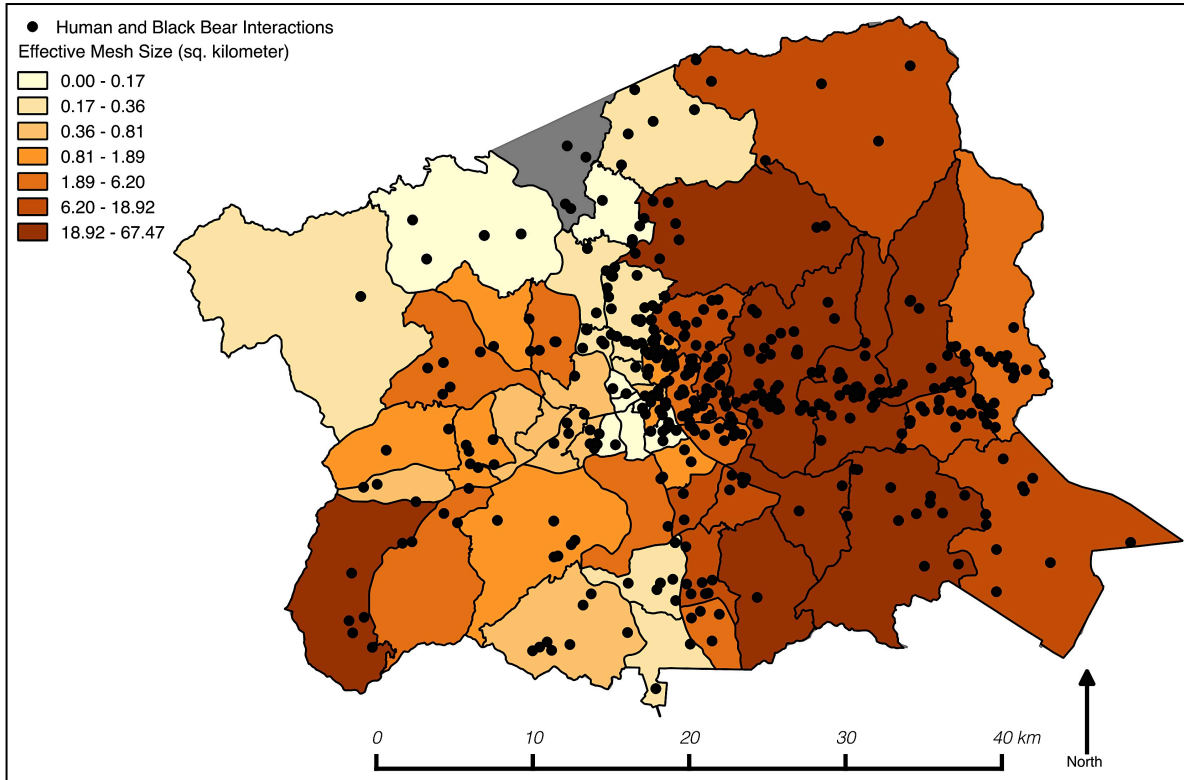 Human and Black Bear Interactions
Effective Mesh Size (sq. kilometer)
0.00 - 0.17
0.17 - 0.36
0.36 - 0.81
0.81 - 1.89
1.89 - 6.20
6.20 - 18.92
18.92 - 67.47
0 10 20 30 40 km
North